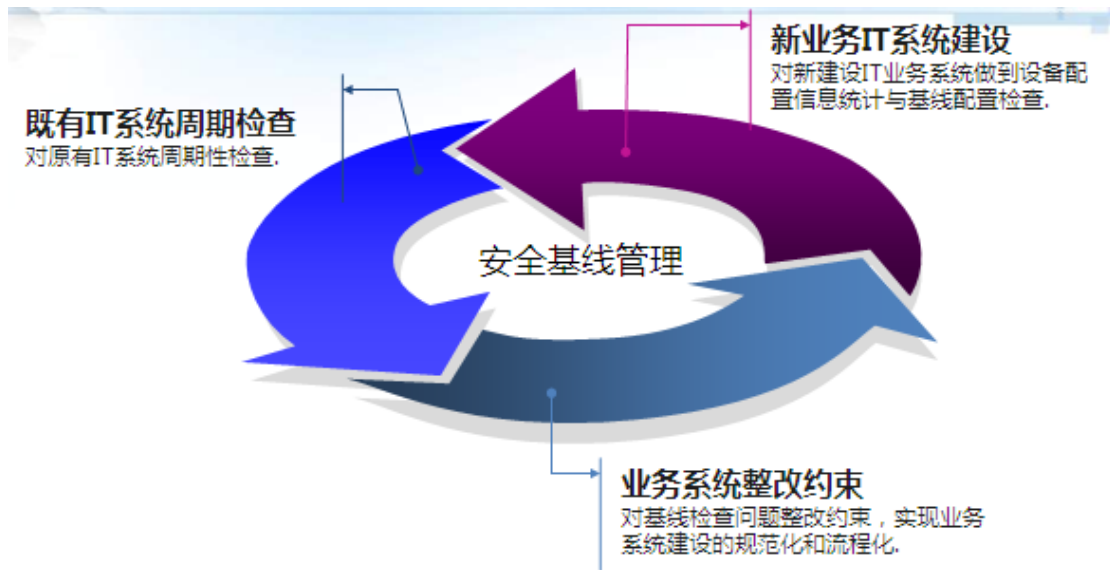 新业务IT系统建设
对新建设IT业务系统做到设备配
置信息统计与基线配置检查.
既有IT系统周期检查
对原有IT系统周期性检查.
安全基线管理
业务系统整改约束
对基线检查问题整改约束，实现业务
系统建设的规范化和流程化.